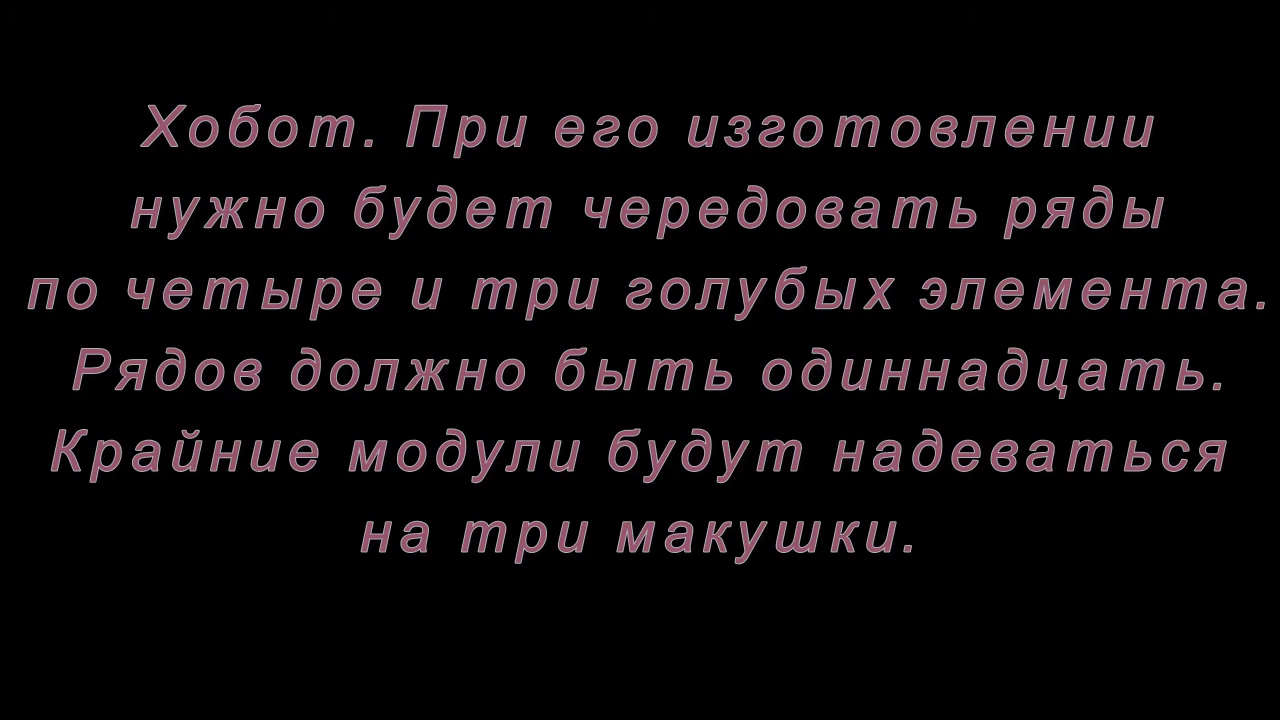 Хобот. При его изготовлении
нужно будет чередовать ряды
по четыре и три голубых элемента.
Рядов должно быть одиннадцать.
Крайние модули будут надеваться
на три макушки.